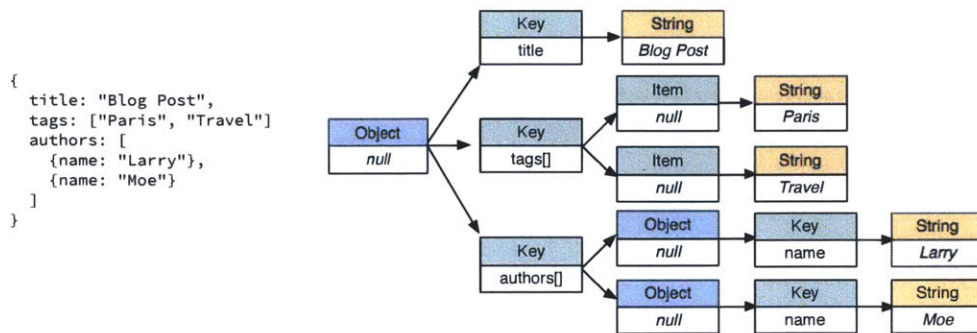 {
title: "Blog Post",
tags: ["Paris", "Travel"]
authors: [
{name: "Larry"},
{name: "Moe"}
]
}
Object
null
Key
title
String
Blog Post
Key
tags[]
Item
null
String
Paris
Item
null
String
Travel
Key
authors[]
Object
null
Key
name
String
Larry
Object
null
Key
name
String
Moe